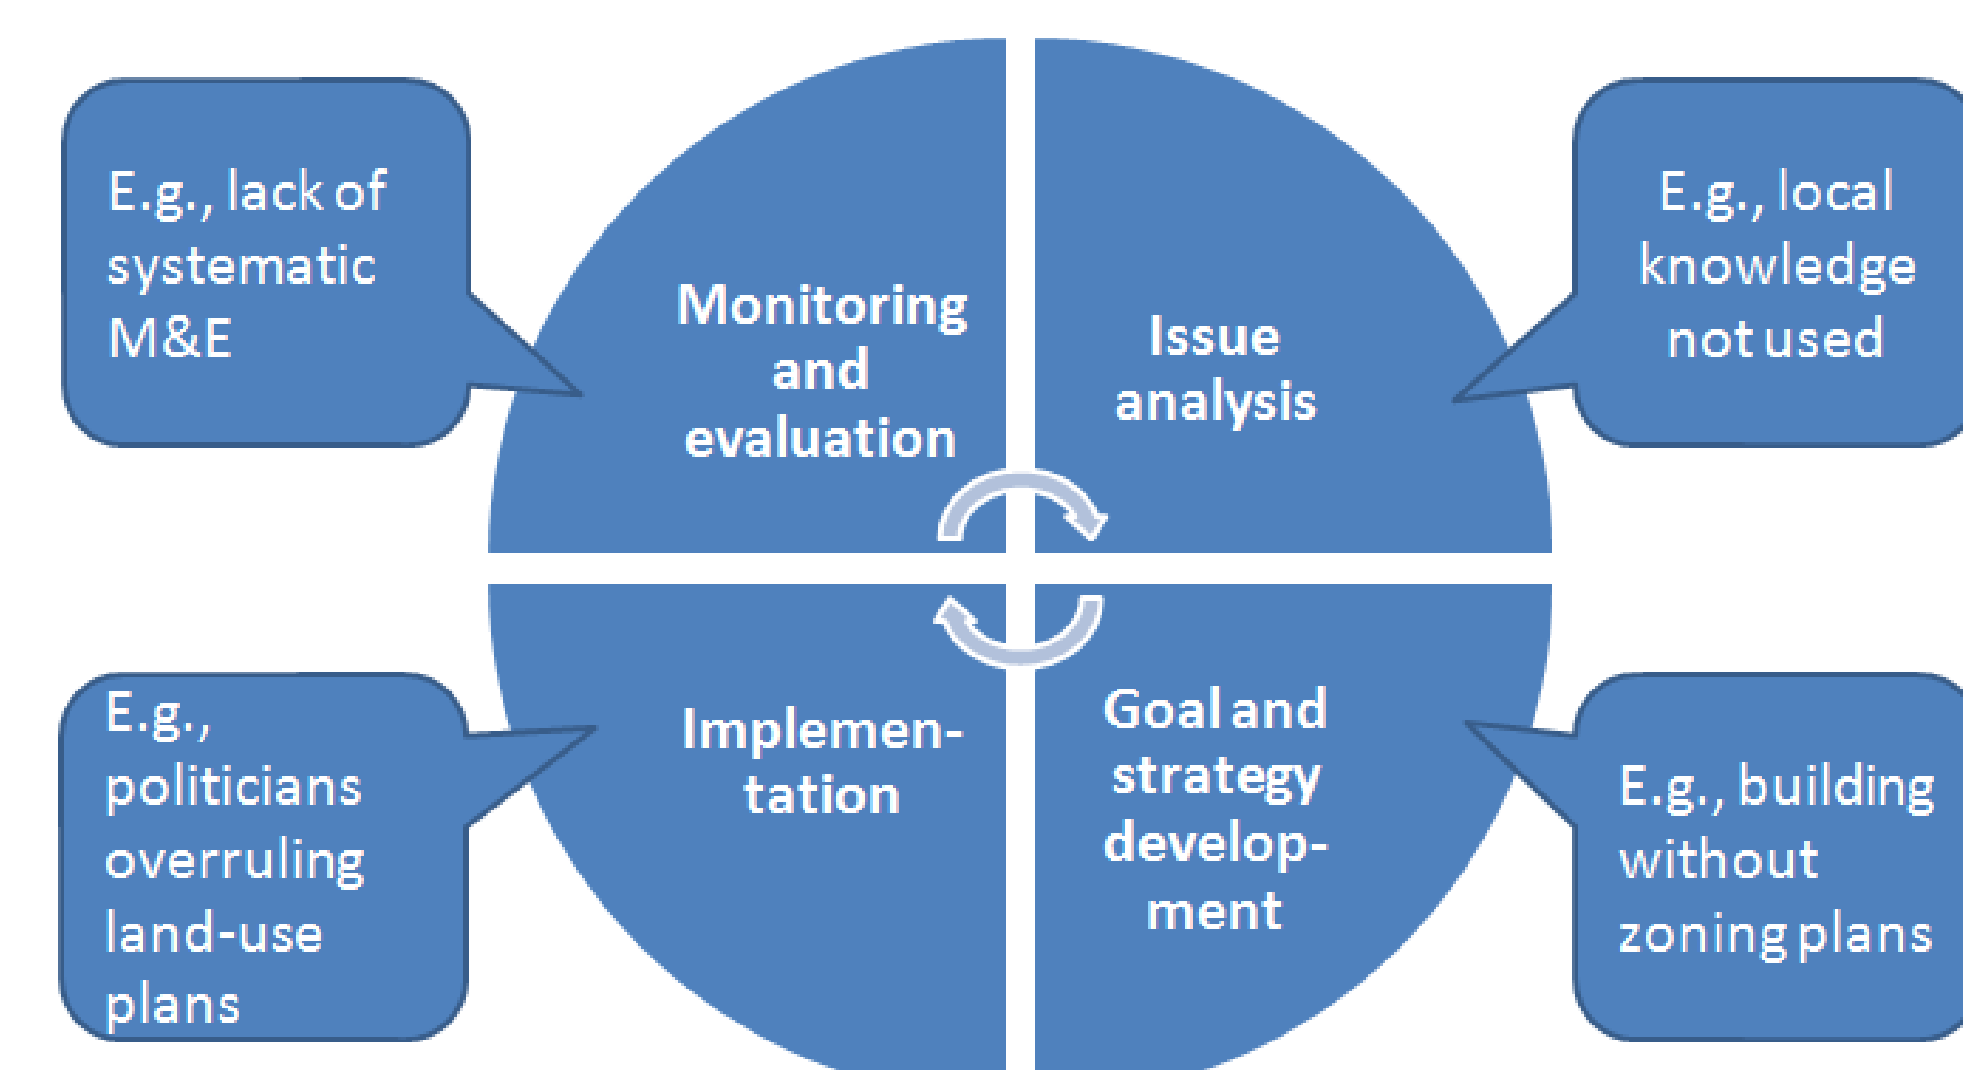 E.g., lack of
systematic
M&E
Monitoring
and
evaluation
Issue
analysis
E.g., local
knowledge
not used
E.g.,
politicians
overruling
land-use
plans
Implemen-
tation
Goal and
strategy
develop-
ment
E.g., building
without
zoning plans